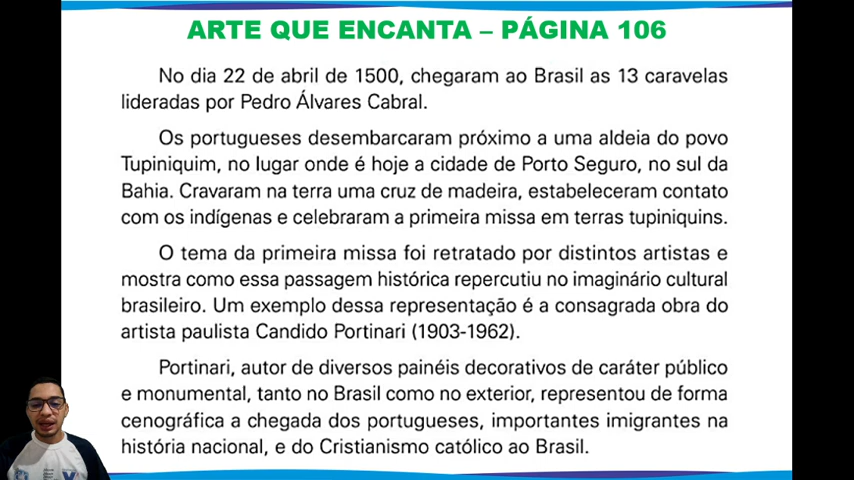 ARTE QUE ENCANTA – PÁGINA 106
No dia 22 de abril de 1500, chegaram ao Brasil as 13 caravelas
lideradas por Pedro Álvares Cabral.
Os portugueses desembarcaram próximo a uma aldeia do povo
Tupiniquim, no lugar onde é hoje a cidade de Porto Seguro, no sul da
Bahia. Cravaram na terra uma cruz de madeira, estabeleceram contato
com os indígenas e celebraram a primeira missa em terras tupiniquins.
O tema da primeira missa foi retratado por distintos artistas e
mostra como essa passagem histórica repercutiu no imaginário cultural
brasileiro. Um exemplo dessa representação é a consagrada obra do
artista paulista Candido Portinari (1903-1962).
Portinari, autor de diversos painéis decorativos de caráter público
e monumental, tanto no Brasil como no exterior, representou de forma
cenográfica a chegada dos portugueses, importantes imigrantes na
história nacional, e do Cristianismo católico ao Brasil.